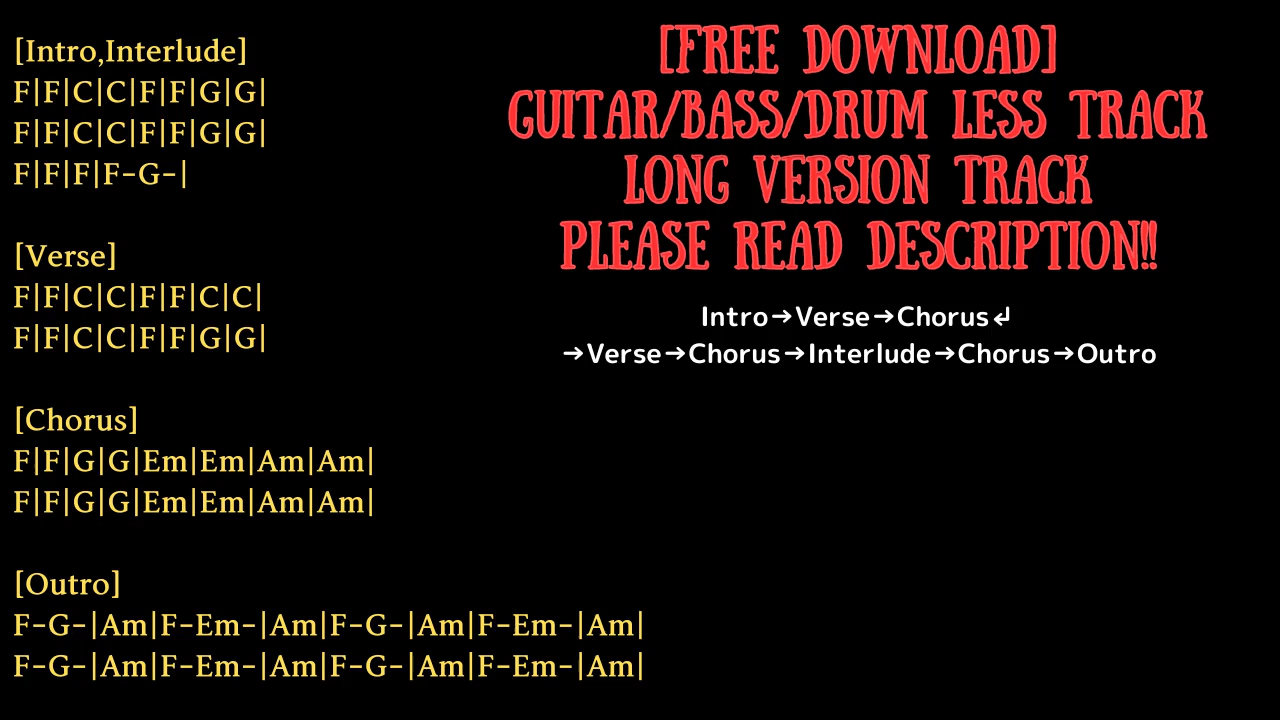 [Intro,Interlude]
F|F|C|C|F|F|G|G|
F|F|C|C|F|F|G|G|
F|F|F|F-G-|
[Verse]
F|F|C|C|F|F|C|C|
F|F|C|C|F|F|G|G|
[Chorus]
F|F|G|G|Em|Em|Am|Am|
F|F|G|G|Em|Em|Am|Am|
[Outro]
F-G-|Am|F-Em-|Am|F-G-|Am|F-Em-|Am|
F-G-|Am|F-Em-|Am|F-G-|Am|F-Em-|Am|
[FREE DOWNLOAD]
GUITAR/BASS/DRUM LESS TRACK
LONG VERSION TRACK
PLEASE READ DESCRIPTION!!
Intro→Verse→Chorus↲
→Verse→Chorus→Interlude→Chorus→Outro